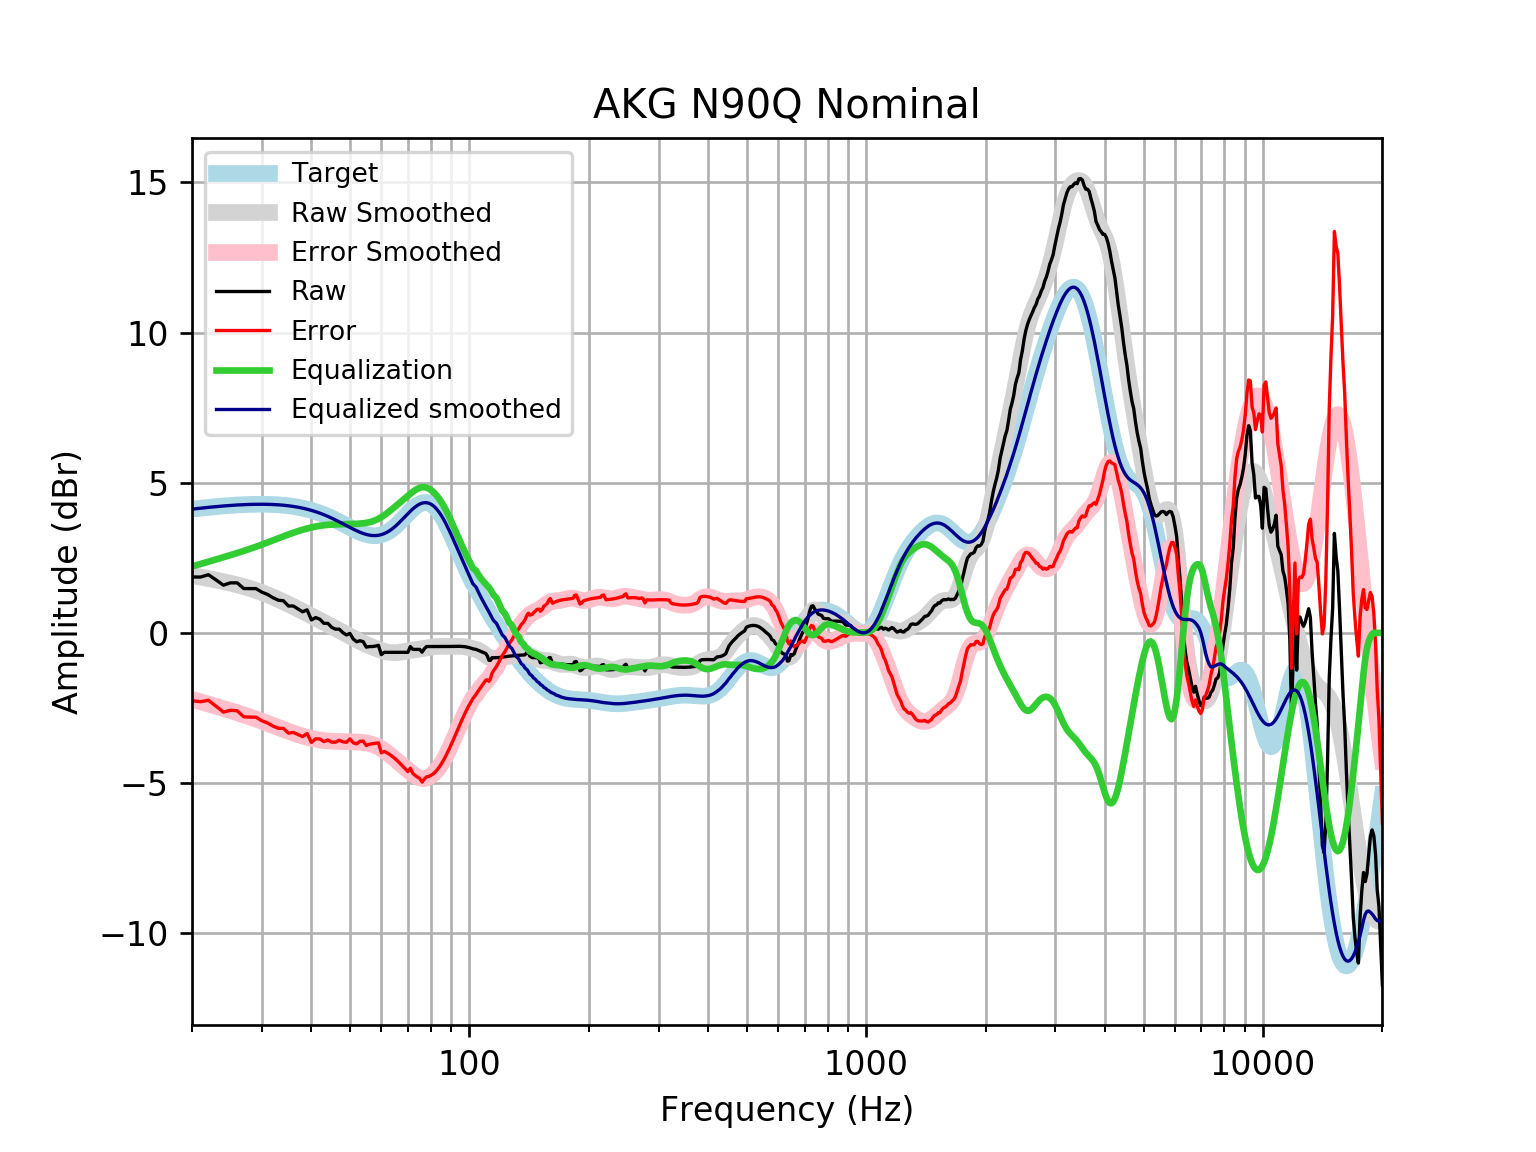 AKG N90Q Nominal
Target
Raw Smoothed
Error Smoothed
Raw
Error
Equalization
Equalized smoothed
15
10
5
0
−5
−10
Amplitude (dBr)
100
1000
10000
Frequency (Hz)